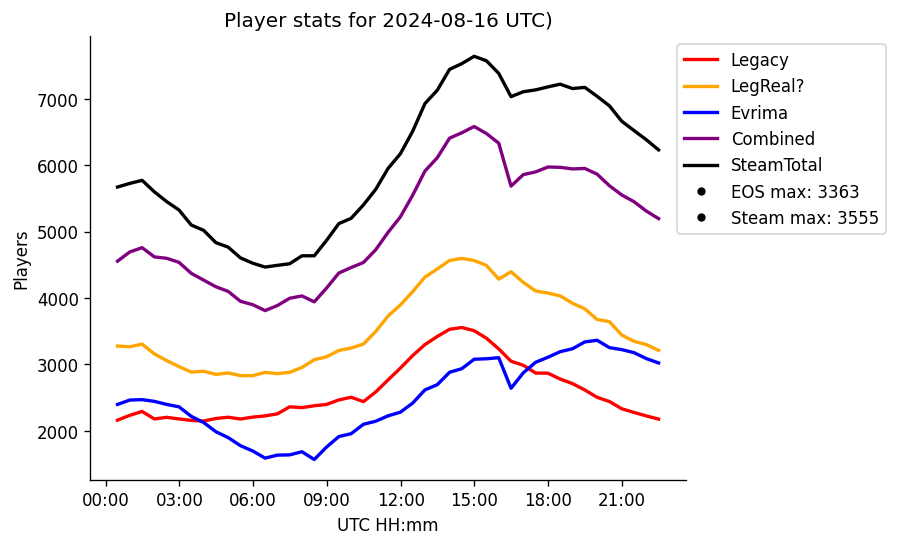 Player stats for 2024-08-16 UTC)
Legacy
LegReal?
Evrima
Combined
SteamTotal
EOS max: 3363
Steam max: 3555
Players
7000
6000
5000
4000
3000
2000
00:00 03:00 06:00 09:00 12:00 15:00 18:00 21:00
UTC HH:mm